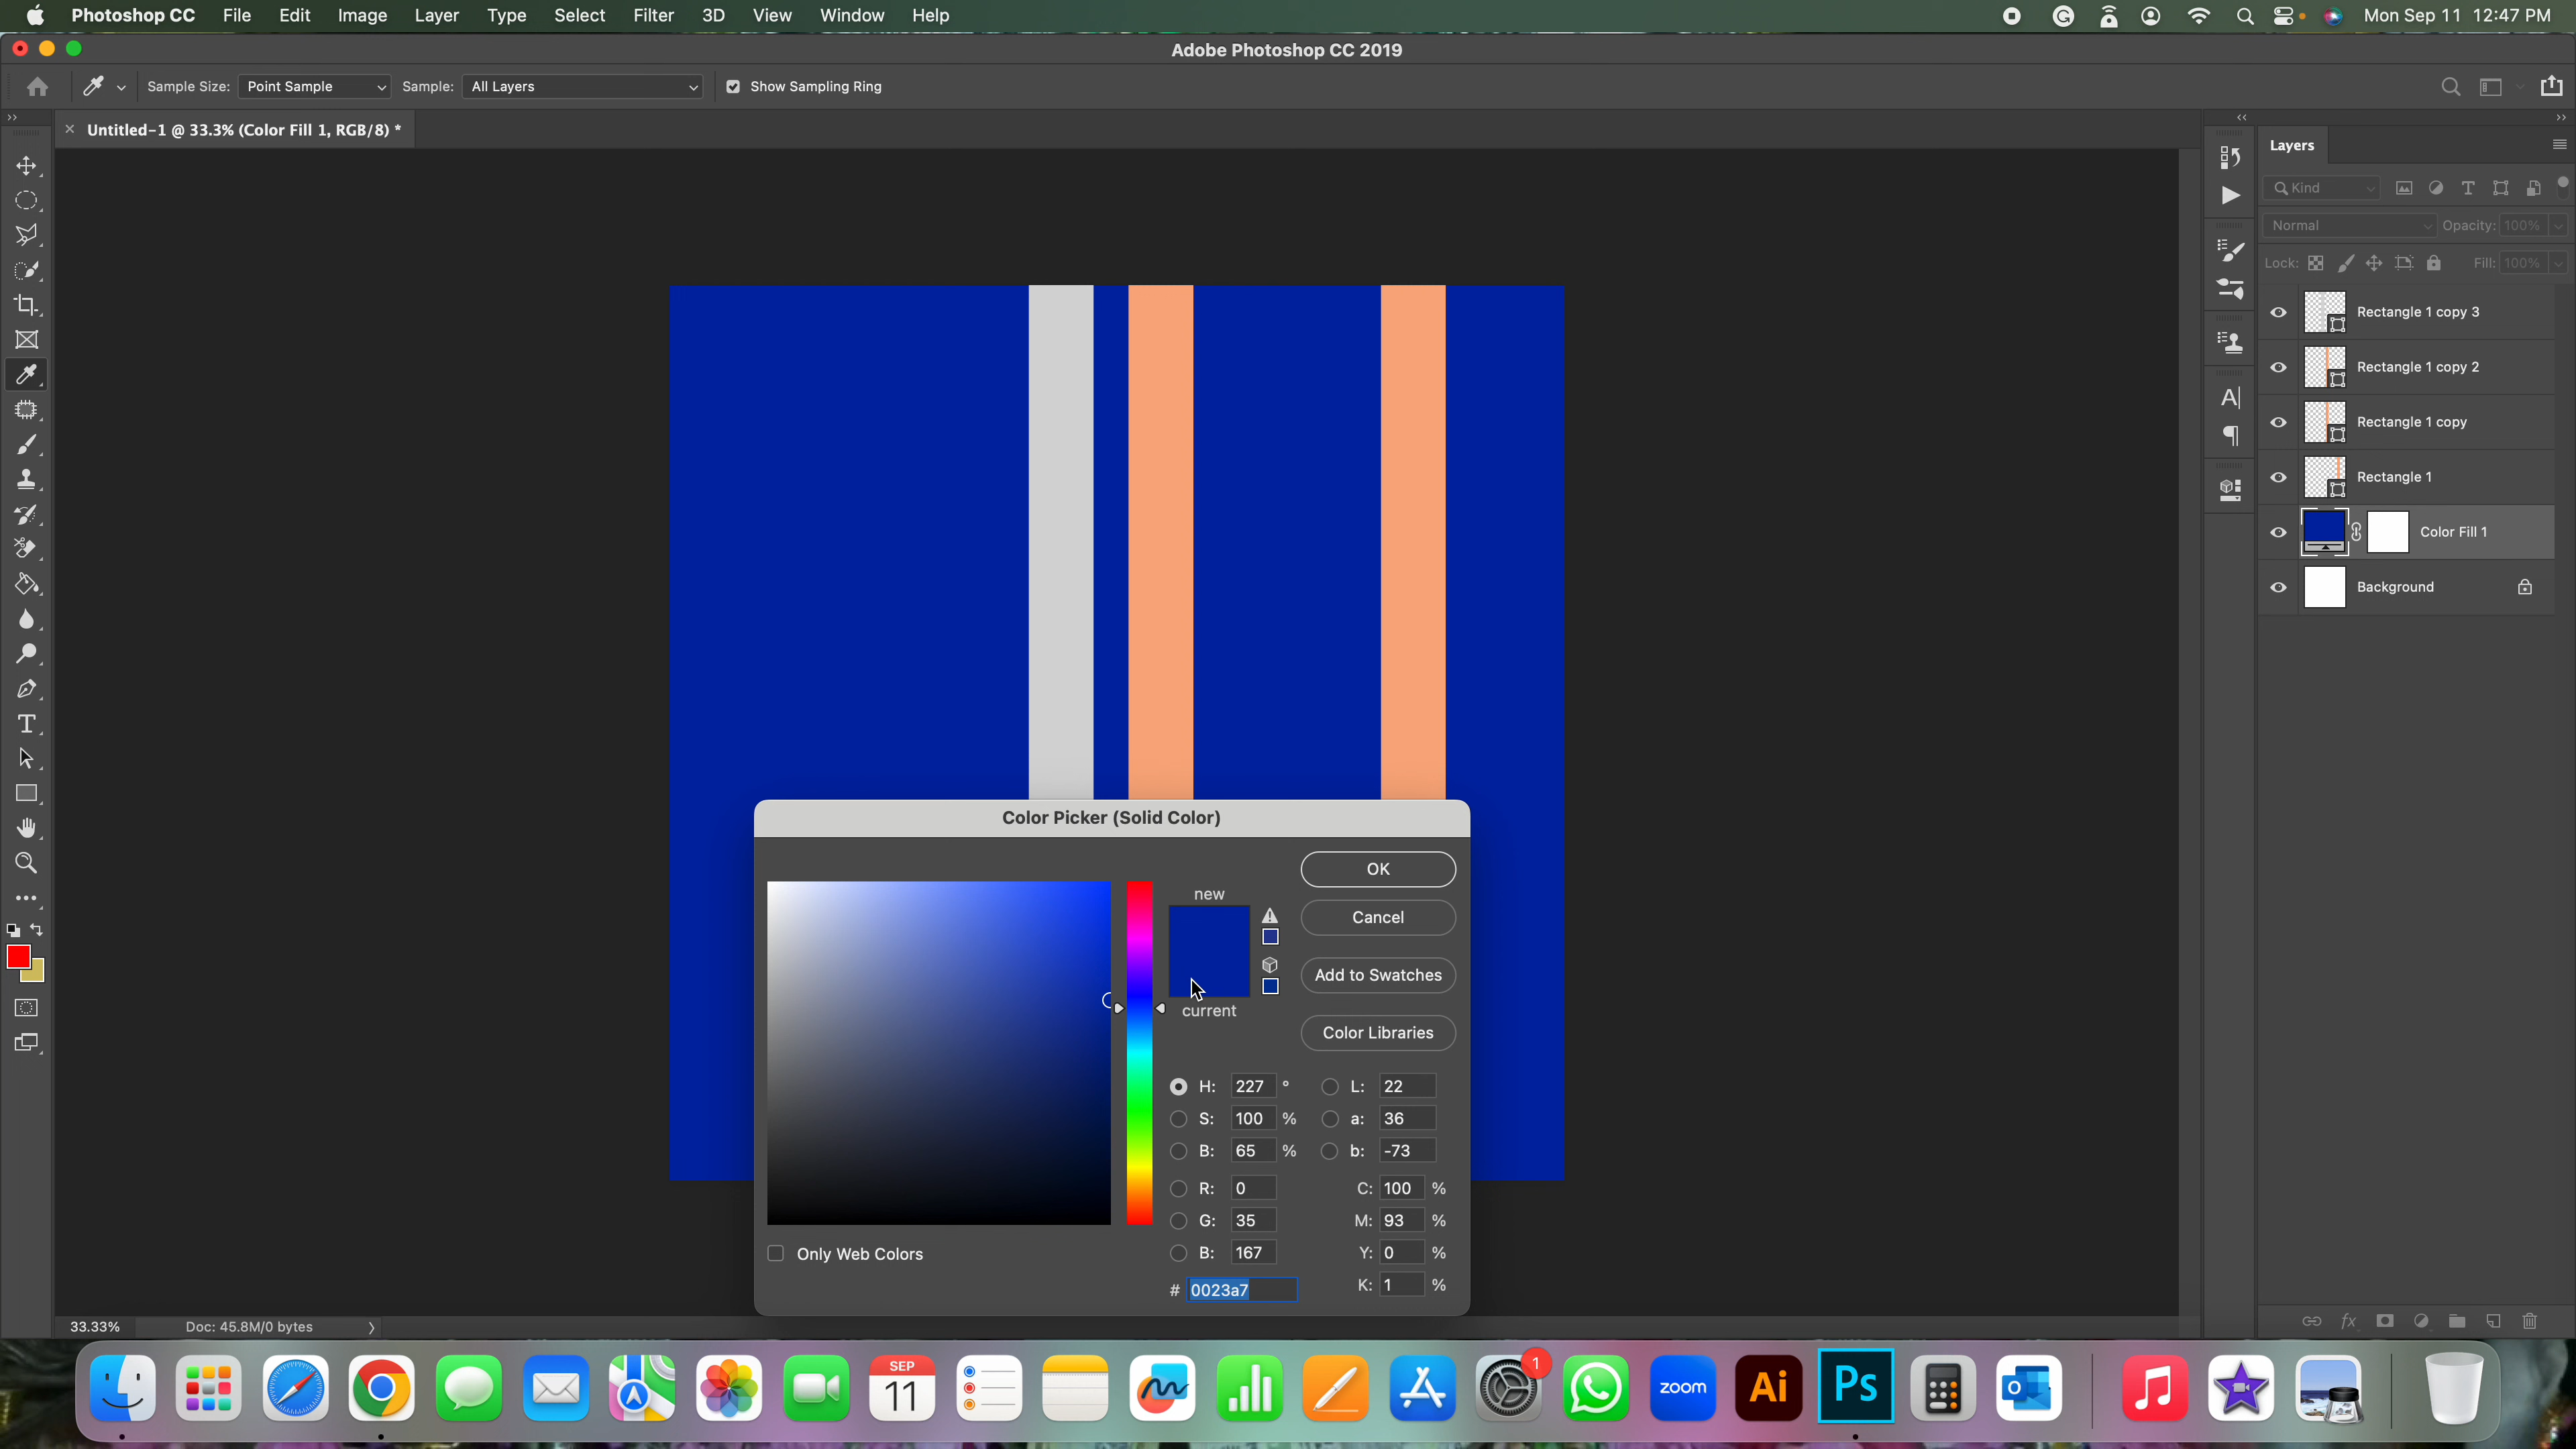 Photoshop CC File Edit Image Layer Type Select Filter 3D View Window Help Mon Sep 11 12:47 PM
Adobe Photoshop CC 2019
Sample Size: Point Sample Sample: All Layers Show Sampling Ring
Untitled-1 @ 33.3% (Color Fill 1, RGB/8) *
Layers
Kind
Normal Opacity: 100%
Lock: Fill: 100%
Rectangle 1 copy 3
Rectangle 1 copy 2
Rectangle 1 copy
Rectangle 1
Color Fill 1
Background
Color Picker (Solid Color)
OK
new
Cancel
Add to Swatches
current
Color Libraries
H: 227 ° L: 22
S: 100 % a: 36
B: 65 % b: -73
R: 0 C: 100 %
G: 35 M: 93 %
B: 167 Y: 0 %
# 0023a7 K: 1 %
Only Web Colors
33.33% Doc: 45.8M/0 bytes
SEP
11
1
zoom
Ai
Ps